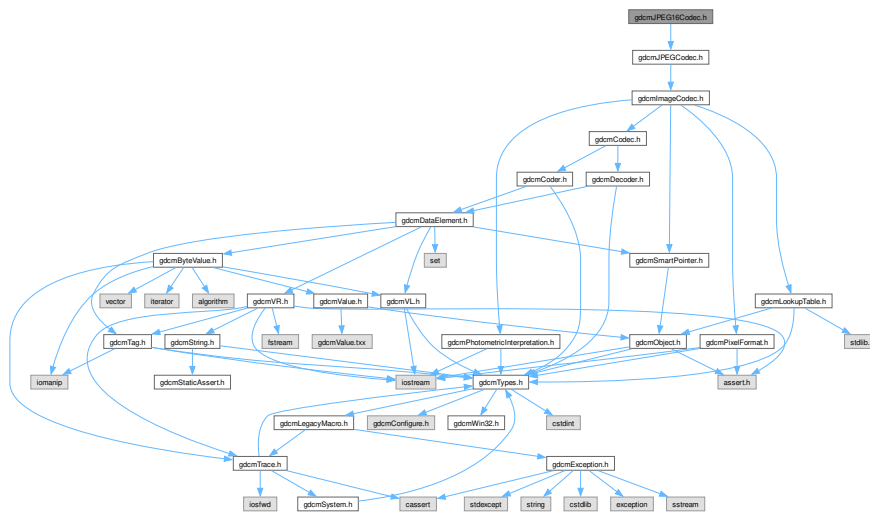 gdcmJPEG16Codec.h
gdcmJPEGCodec.h
gdcmImageCodec.h
gdcmCodec.h
gdcmCoder.h
gdcmDecoder.h
gdcmDataElement.h
gdcmByteValue.h
set
gdcmSmartPointer.h
vector
iterator
algorithm
gdcmVR.h
gdcmValue.h
gdcmVL.h
gdcmLookupTable.h
gdcmTag.h
gdcmString.h
fstream
gdcmValue.txx
gdcmPhotometricInterpretation.h
gdcmObject.h
gdcmPixelFormat.h
stdlib.
iomanip
gdcmStaticAssert.h
iostream
gdcmTypes.h
assert.h
gdcmLegacyMacro.h
gdcmConfigure.h
gdcmWin32.h
cstdint
gdcmTrace.h
gdcmException.h
iosfwd
gdcmSystem.h
cassert
stdexcept
string
cstdlib
exception
sstream